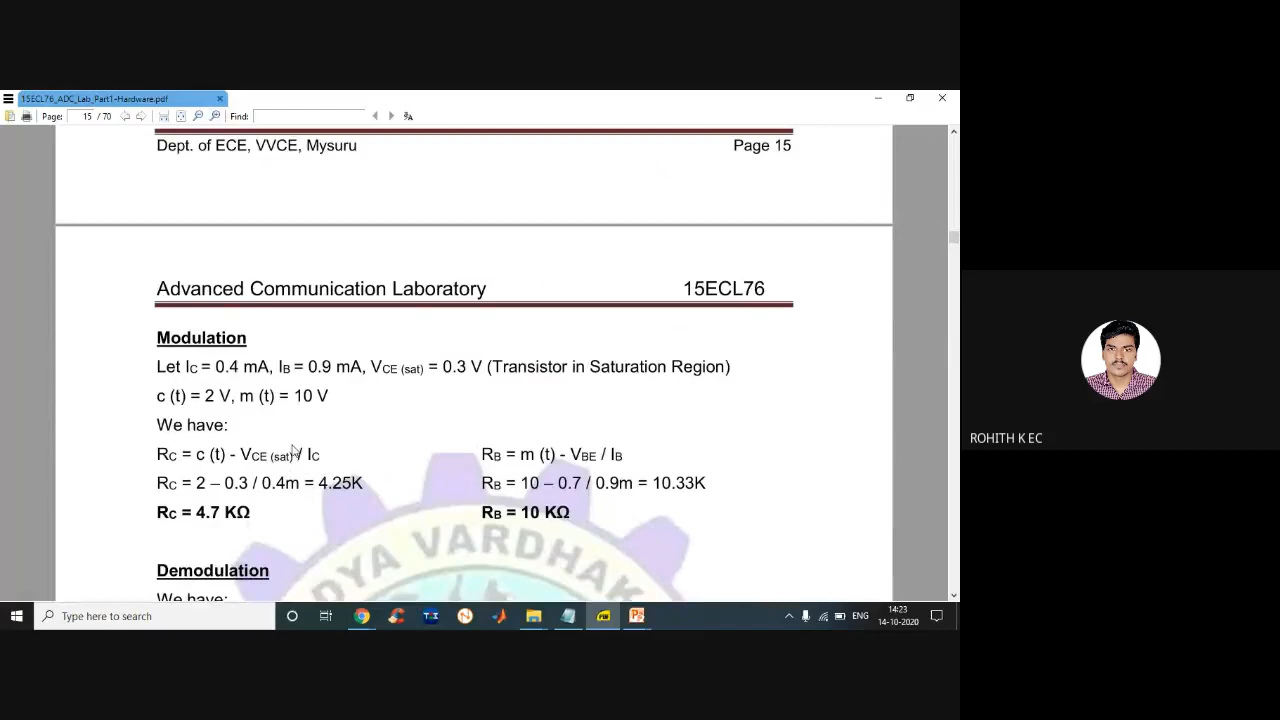 15ECL76_ADC_Lab_Part1-Hardware.pdf
Page: 15 / 70 Find:
Dept. of ECE, VVCE, Mysuru Page 15
Advanced Communication Laboratory 15ECL76
Modulation
Let IC = 0.4 mA, IB = 0.9 mA, VCE (sat) = 0.3 V (Transistor in Saturation Region)
c (t) = 2 V, m (t) = 10 V
We have:
RC = c (t) - VCE (sat) / IC RB = m (t) - VBE / IB
RC = 2 – 0.3 / 0.4m = 4.25K RB = 10 – 0.7 / 0.9m = 10.33K
RC = 4.7 KΩ RB = 10 KΩ
DYA VARDHAK
Demodulation
We have:
ROHITH K EC
Type here to search
ENG
14:23
14-10-2020